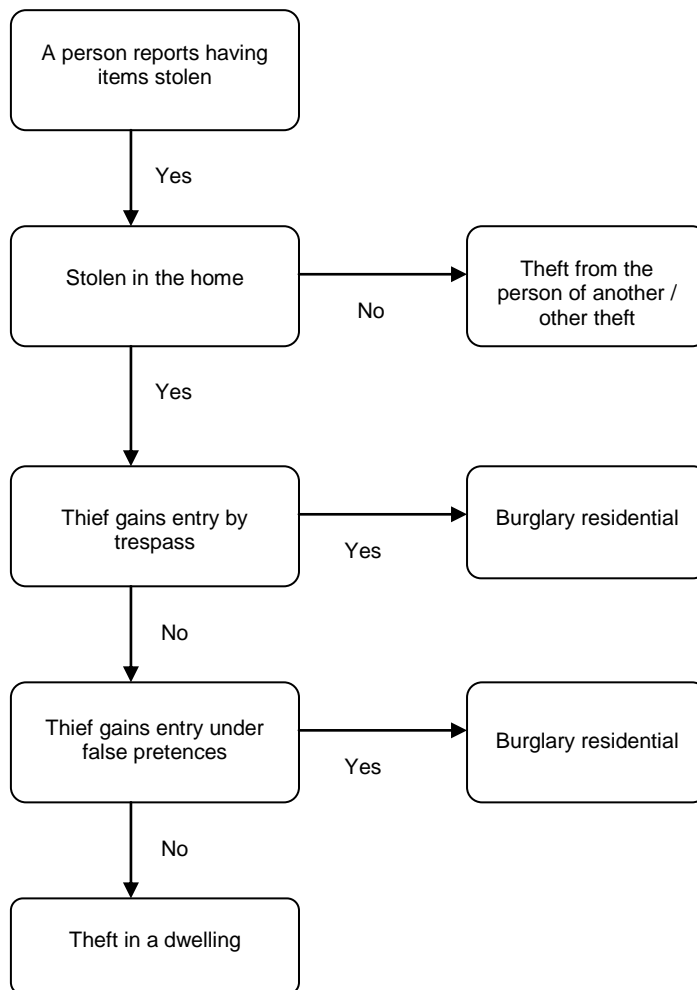 A person reports having
items stolen
Yes
Stolen in the home
No
Theft from the
person of another /
other theft
Yes
Thief gains entry by
trespass
Yes
Burglary residential
No
Thief gains entry under
false pretences
Yes
Burglary residential
No
Theft in a dwelling